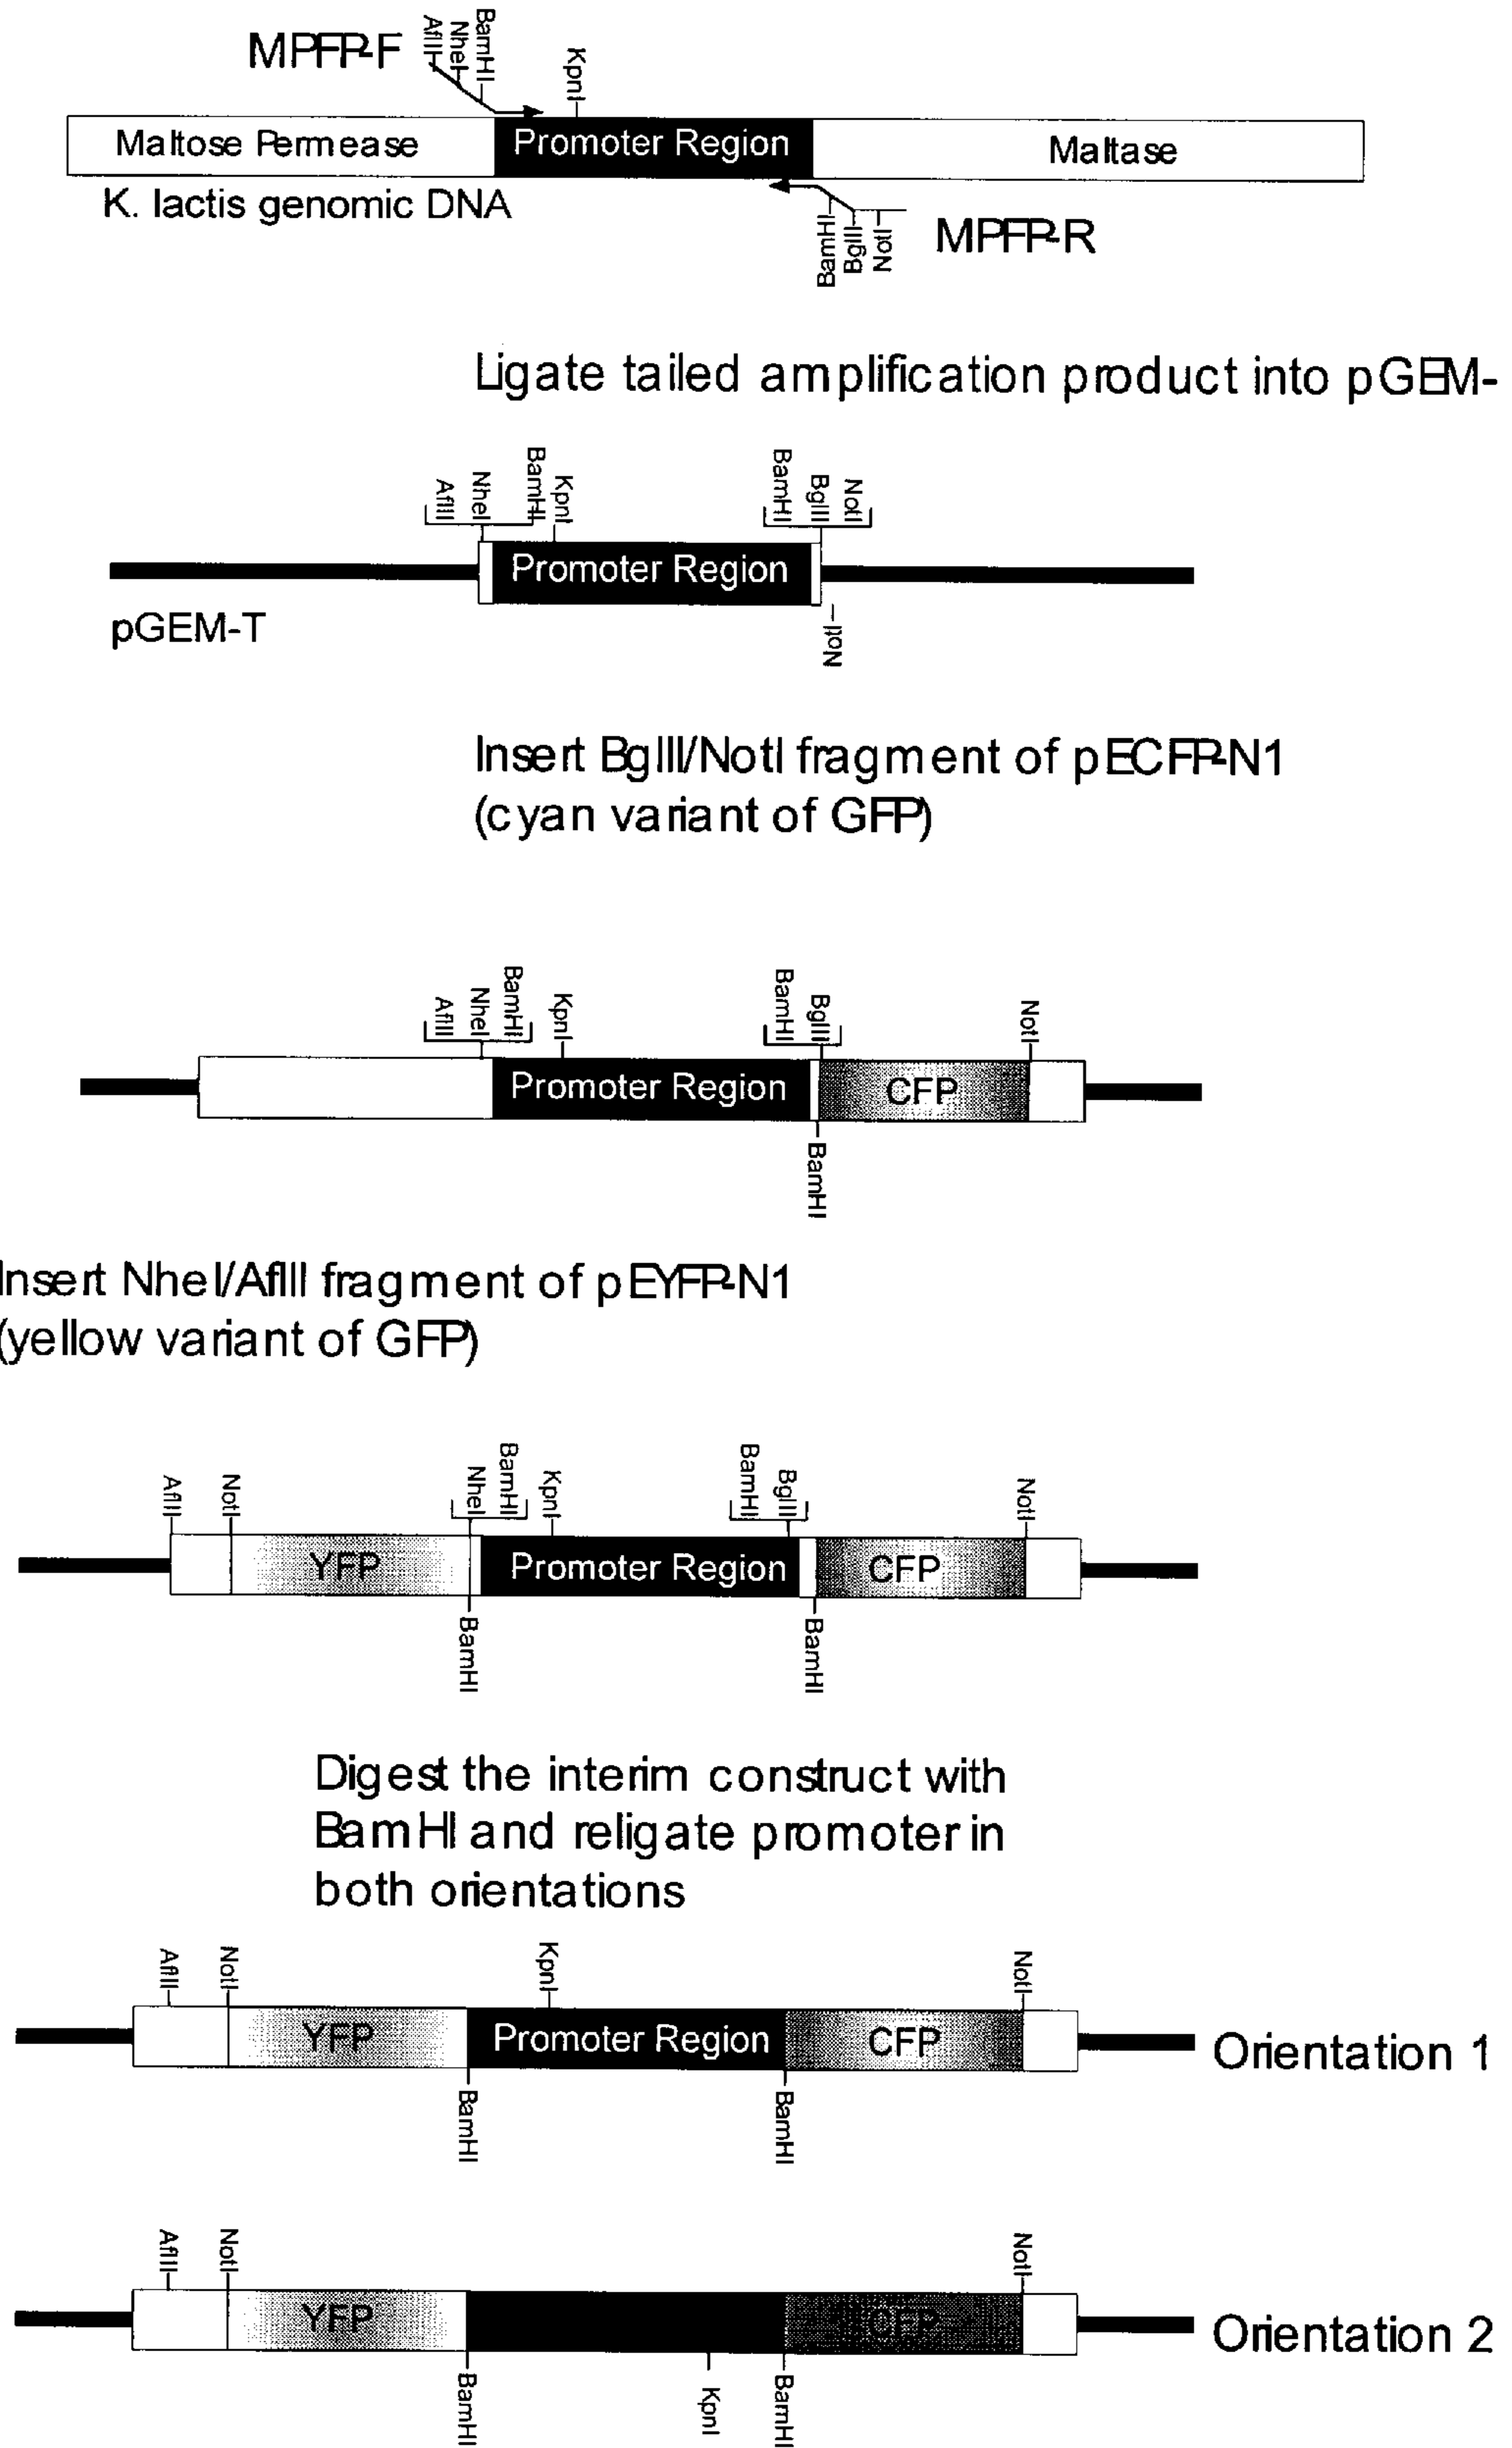 MPFP-F
AflII
NheI
BamHI
KpnI
Maltose Permease
Promoter Region
Maltase
K. lactis genomic DNA
BamHI
BglII
NotI
MPFP-R
Ligate tailed amplification product into pGEM-
AflII
NheI
BamHI
KpnI
BamHI
BglII
NotI
Promoter Region
pGEM-T
NotI
Insert BglII/NotI fragment of pECFP-N1
(cyan variant of GFP)
AflII
NheI
BamHI
KpnI
BamHI
BglII
NotI
Promoter Region
CFP
BamHI
Insert NheI/AflII fragment of pEYFP-N1
(yellow variant of GFP)
AflII
NotI
NheI
BamHI
KpnI
BamHI
BglII
NotI
YFP
Promoter Region
CFP
BamHI
BamHI
Digest the interim construct with
BamHI and religate promoter in
both orientations
AflII
NotI
KpnI
NotI
YFP
Promoter Region
CFP
Orientation 1
BamHI
BamHI
AflII
NotI
NotI
YFP
CFP
Orientation 2
BamHI
KpnI
BamHI